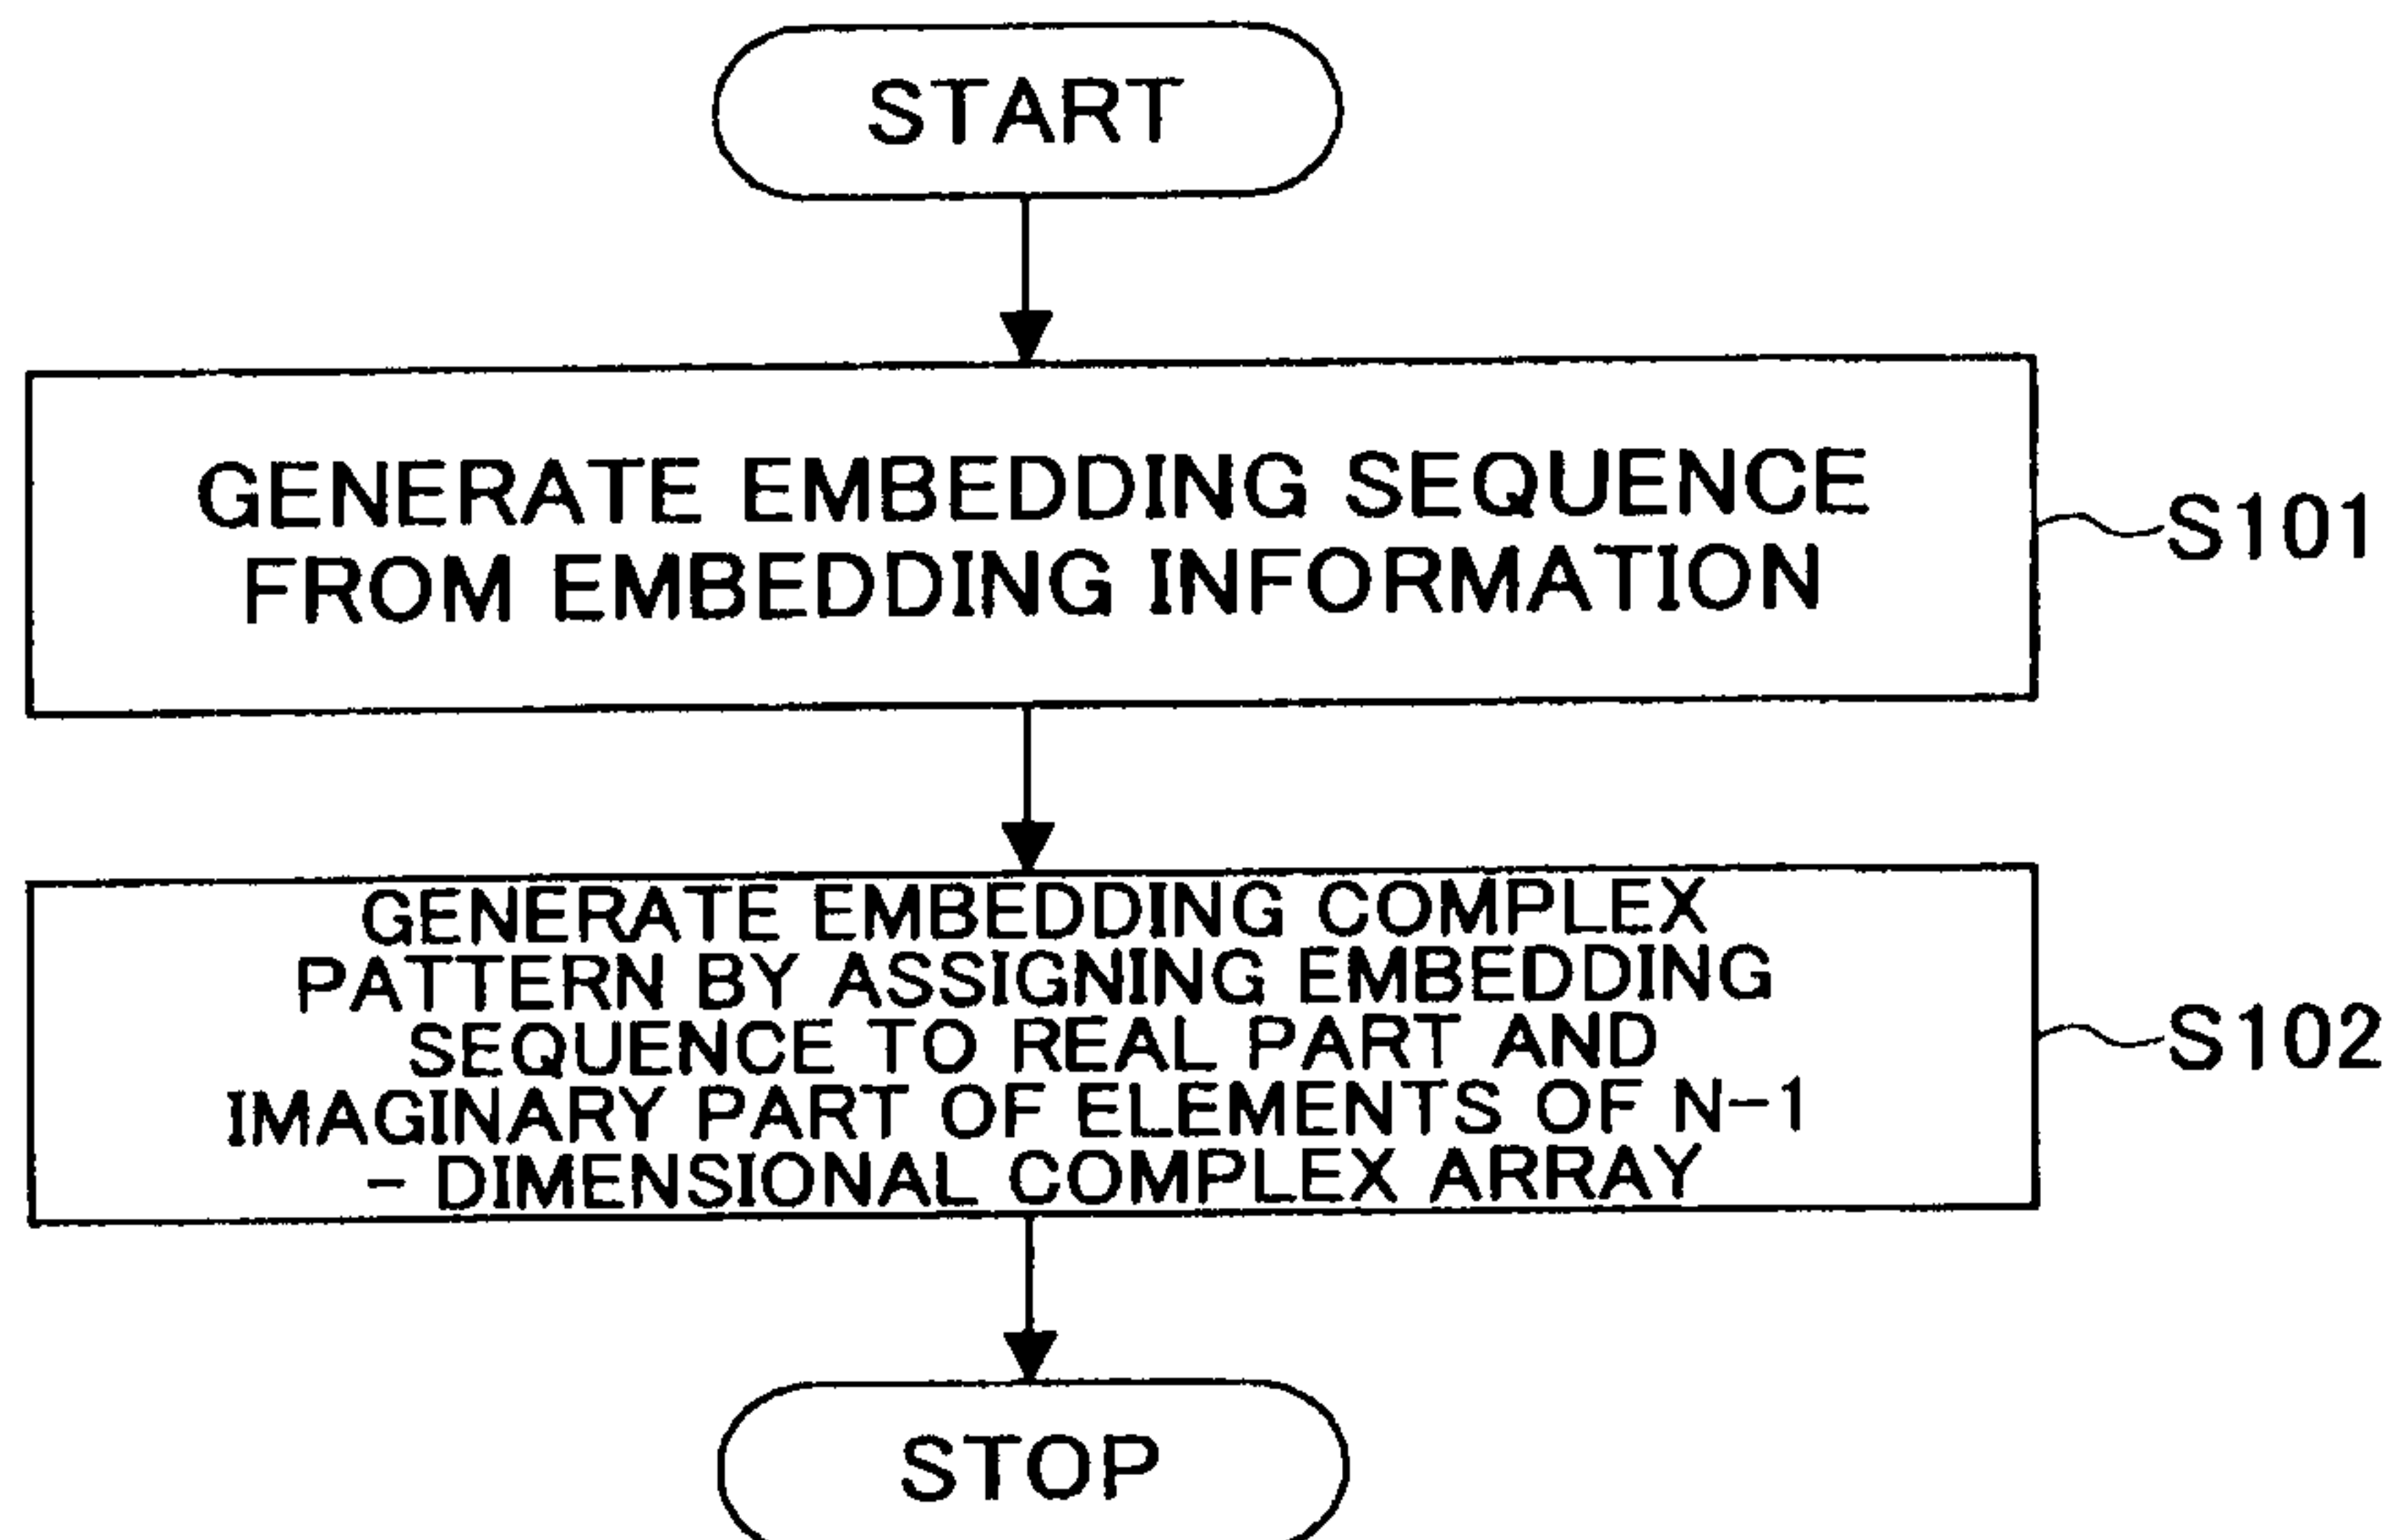 START
GENERATE EMBEDDING SEQUENCE
FROM EMBEDDING INFORMATION
S101
GENERATE EMBEDDING COMPLEX
PATTERN BY ASSIGNING EMBEDDING
SEQUENCE TO REAL PART AND
IMAGINARY PART OF ELEMENTS OF N-1
- DIMENSIONAL COMPLEX ARRAY
S102
STOP